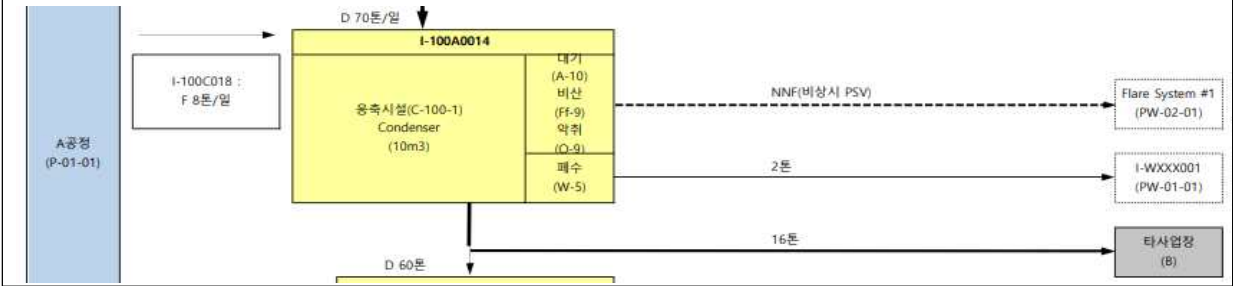 D 70톤/일
I-100A0014
I-100C018 :
F 8톤/일
A공정
(P-01-01)
응축시설(C-100-1)
Condenser
(10m3)
대기
(A-10)
비산
(Ff-9)
악취
(O-9)
폐수
(W-5)
NNF(비상시 PSV)
Flare System #1
(PW-02-01)
2톤
I-WXXX001
(PW-01-01)
16톤
타사업장
(B)
D 60톤